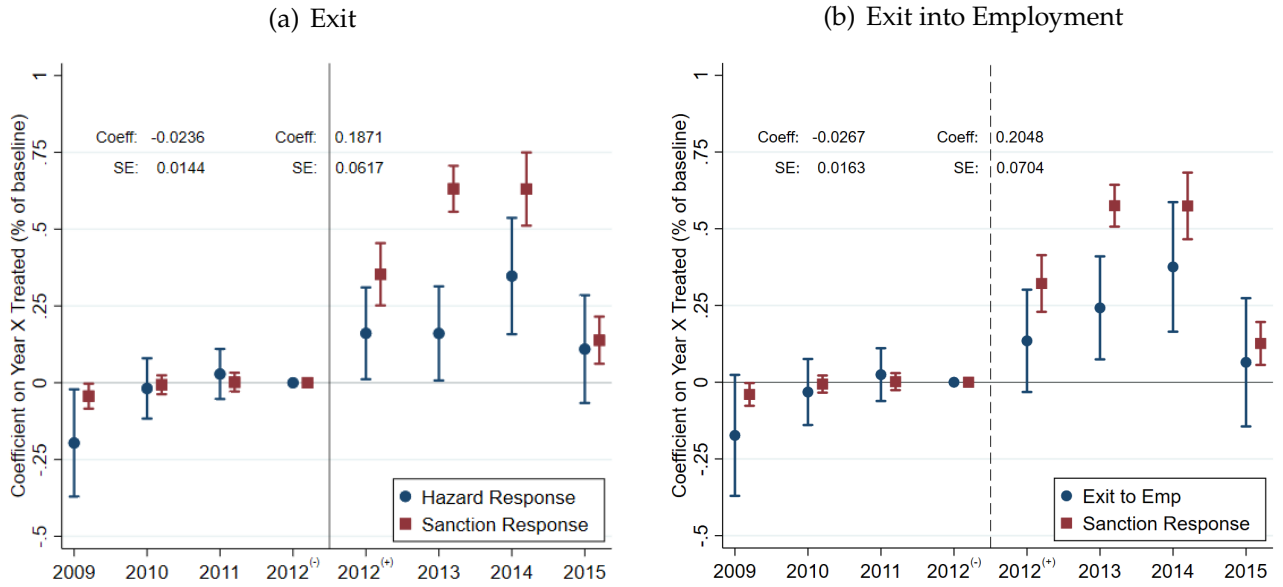 (a) Exit
Coefficient on Year X Treated (% of baseline)
1
.75
.5
.25
0
-.25
-.5
Coeff: -0.0236 Coeff: 0.1871
SE: 0.0144 SE: 0.0617
Hazard Response
Sanction Response
2009 2010 2011 2012(-) 2012(+) 2013 2014 2015
(b) Exit into Employment
Coefficient on Year X Treated (% of baseline)
1
.75
.5
.25
0
-.25
-.5
Coeff: -0.0267 Coeff: 0.2048
SE: 0.0163 SE: 0.0704
Exit to Emp
Sanction Response
2009 2010 2011 2012(-) 2012(+) 2013 2014 2015